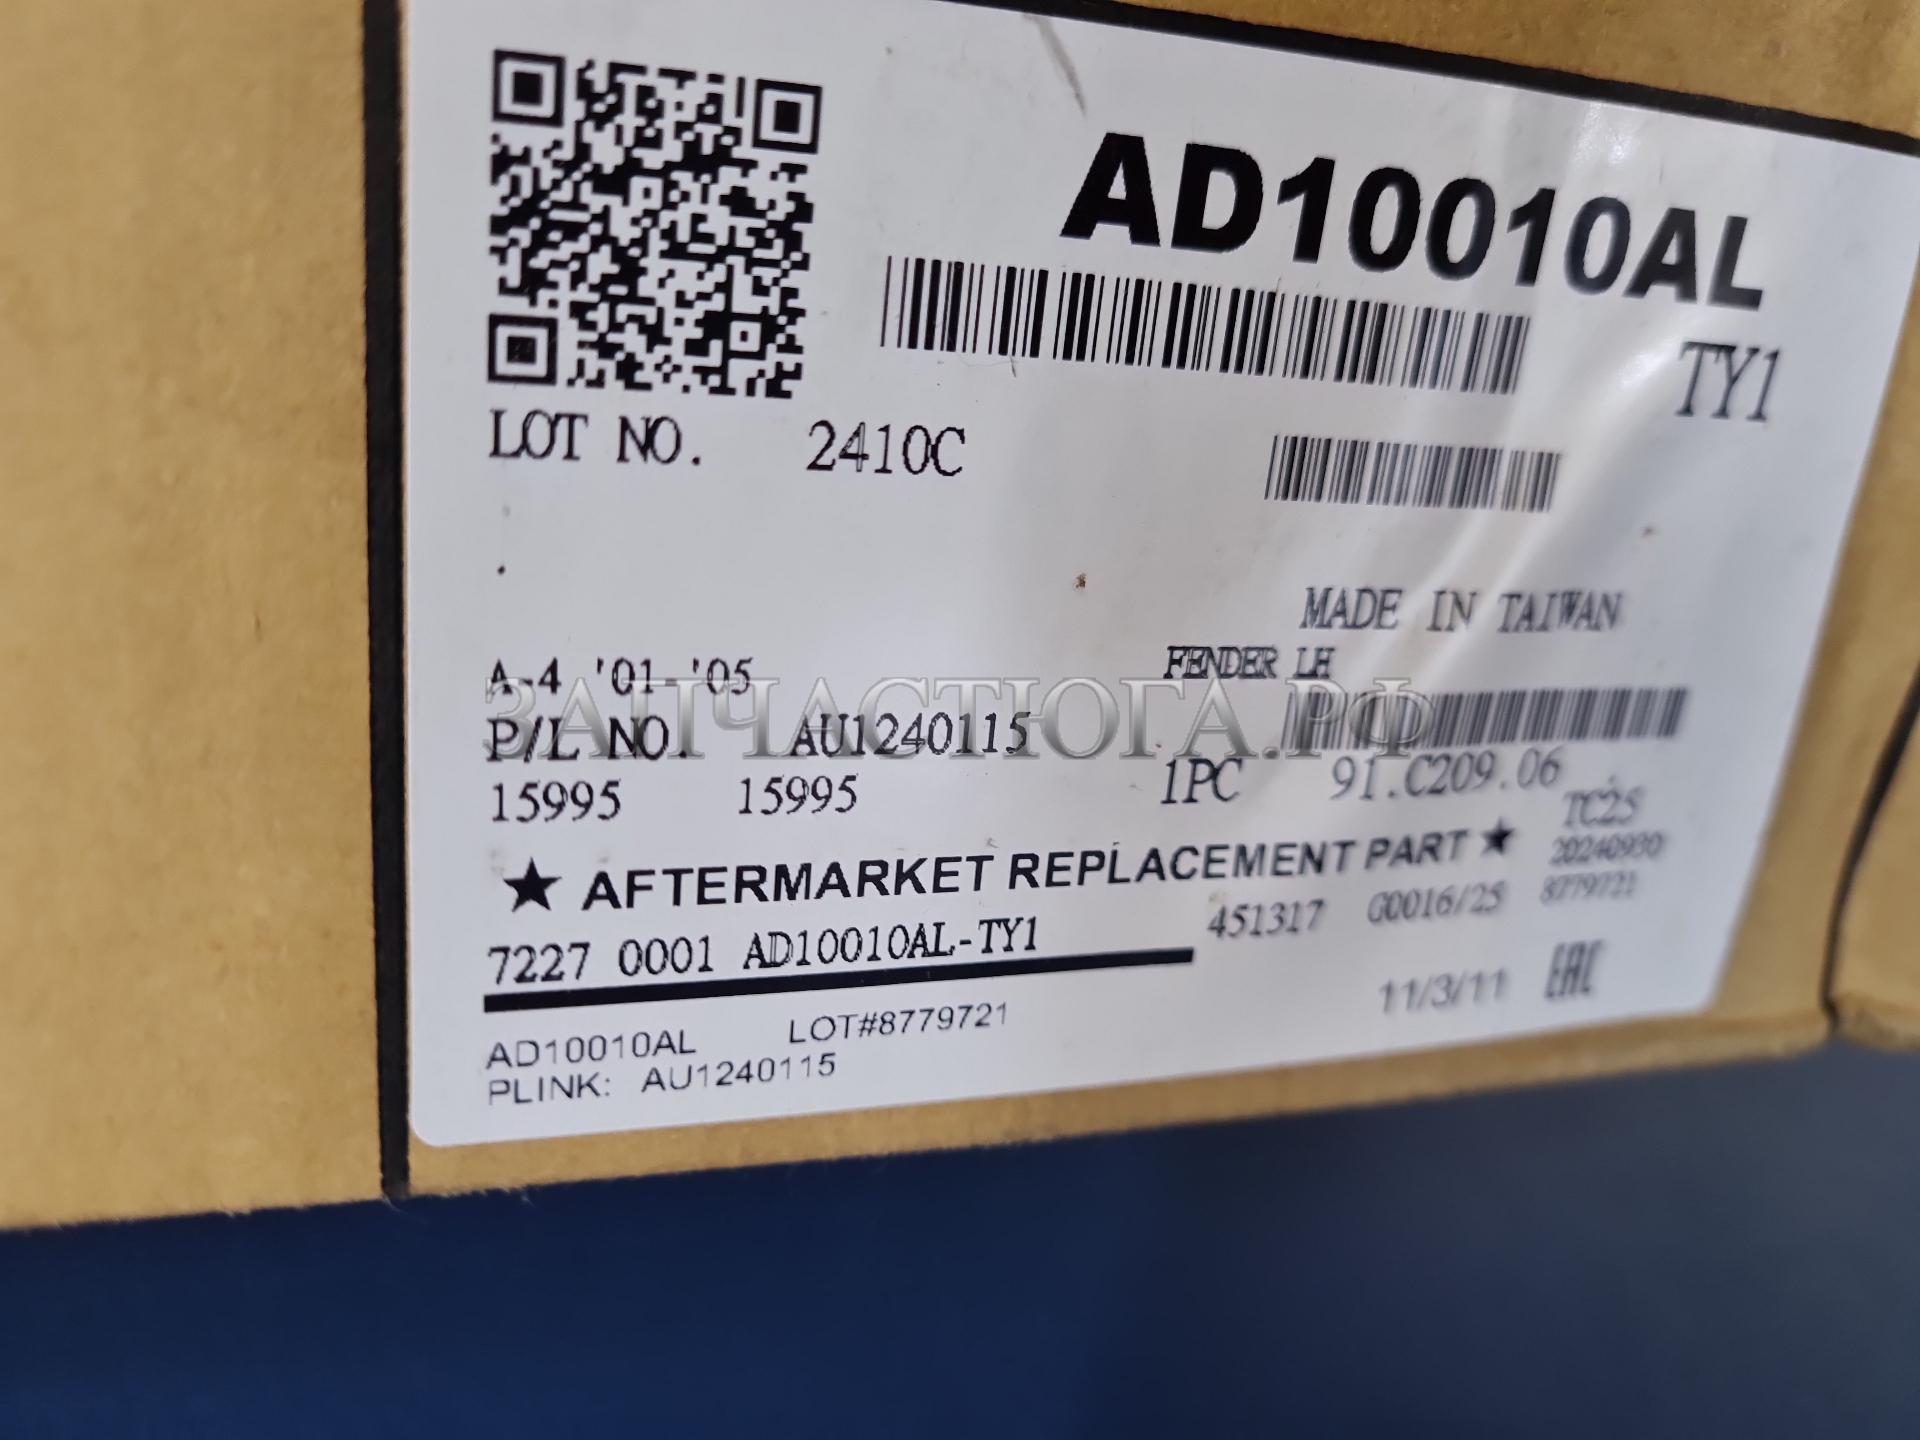 AD10010AL
TY1
LOT NO. 2410C
MADE IN TAIWAN
A-4 '01-'05 FENDER LH
ЗАПЧАСТЮГА.РФ
P/L NO. AU1240115
15995 15995 1PC 91.C209.06
TC25
★ AFTERMARKET REPLACEMENT PART ★ 20240930
451317 G0016/25 8779721
7227 0001 AD10010AL-TY1
11/3/11 EAC
AD10010AL LOT#8779721
PLINK: AU1240115